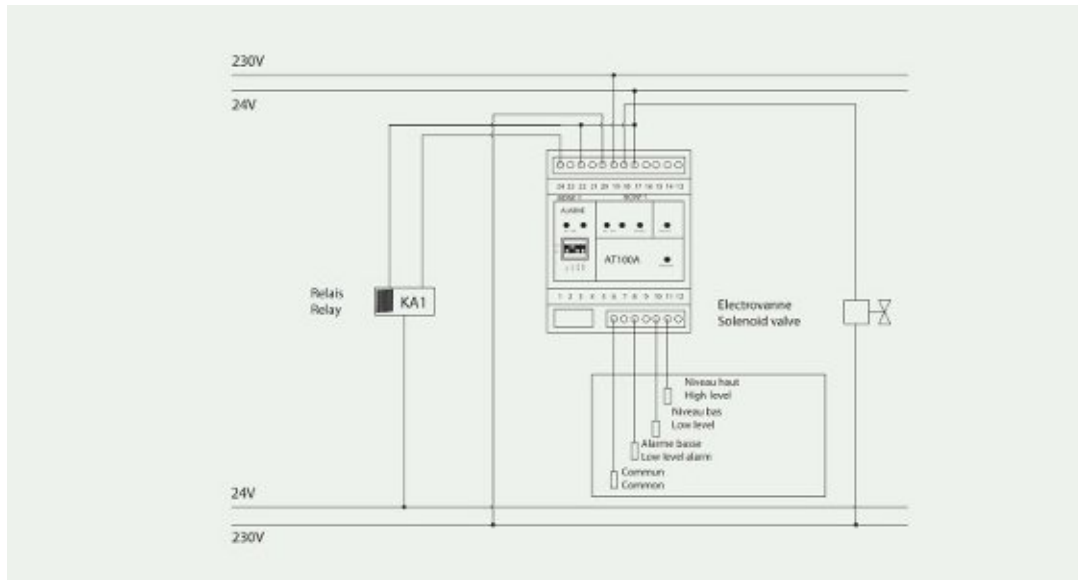 230V
24V
24 23 22 21 20 19 18 17 16 15 14 13
ALARME
AT100A
1 2 3 4 5 6 7 8 9 10 11 12
Relais
Relay
KA1
Electrovanne
Solenoid valve
Niveau haut
High level
Niveau bas
Low level
Alarme basse
Low level alarm
Commun
Common
24V
230V